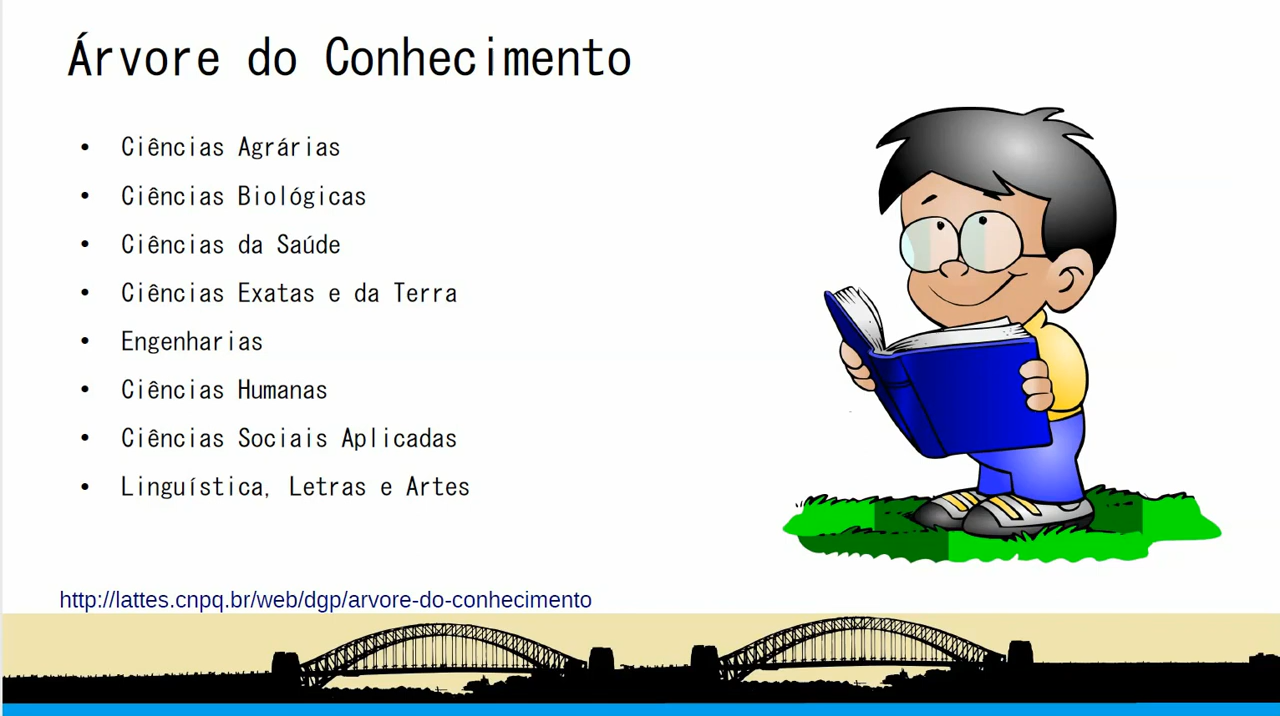 Árvore do Conhecimento
• Ciências Agrárias
• Ciências Biológicas
• Ciências da Saúde
• Ciências Exatas e da Terra
• Engenharias
• Ciências Humanas
• Ciências Sociais Aplicadas
• Linguística, Letras e Artes
http://lattes.cnpq.br/web/dgp/arvore-do-conhecimento